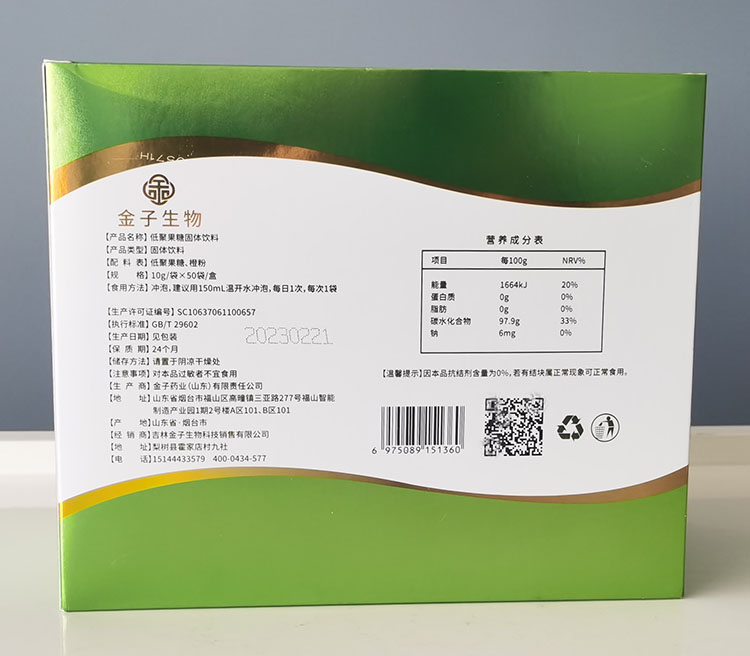 金子生物
【产品名称】低聚果糖固体饮料
【产品类型】固体饮料
【配 料 表】低聚果糖、橙粉
【规    格】10g/袋×50袋/盒
【食用方法】冲泡,建议用150mL温开水冲泡,每日1次,每次1袋
【生产许可证编号】SC10637061100657
【执行标准】GB/T 29602
【生产日期】见包装
20230221
【保 质 期】24个月
【储存方法】请置于阴凉干燥处
【注意事项】对本品过敏者不宜食用
【生 产 商】金子药业(山东)有限责任公司
【地    址】山东省烟台市福山区高疃镇三亚路277号福山智能
制造产业园1期2号楼A区101、B区101
【产    地】山东省·烟台市
【经 销 商】吉林金子生物科技销售有限公司
【地    址】梨树县霍家店村九社
【电    话】15144433579 400-0434-577
营养成分表
项目 每100g NRV%
能量 1664kJ 20%
蛋白质 0g 0%
脂肪 0g 0%
碳水化合物 97.9g 33%
钠 6mg 0%
【温馨提示】因本品抗结剂含量为0%,若有结块属正常现象可正常食用。
6 975089 151360